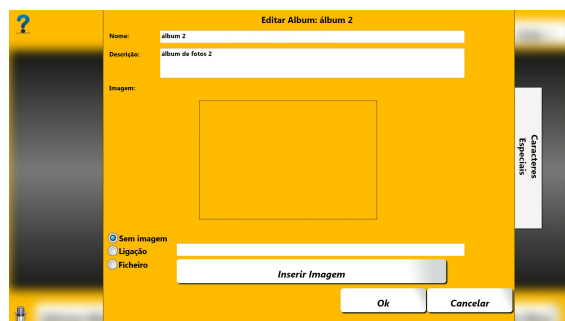 ?
Editar Album: álbum 2
Nome:
álbum 2
Descrição:
álbum de fotos 2
Imagem:
Caracteres
Especiais
Sem imagem
Ligação
Ficheiro
Inserir Imagem
Ok
Cancelar